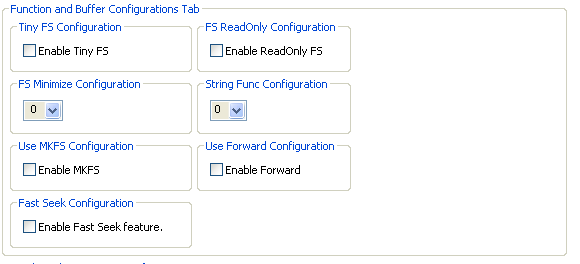 Function and Buffer Configurations Tab
Tiny FS Configuration
FS ReadOnly Configuration
Enable Tiny FS
Enable ReadOnly FS
FS Minimize Configuration
String Func Configuration
0
0
Use MKFS Configuration
Use Forward Configuration
Enable MKFS
Enable Forward
Fast Seek Configuration
Enable Fast Seek feature.